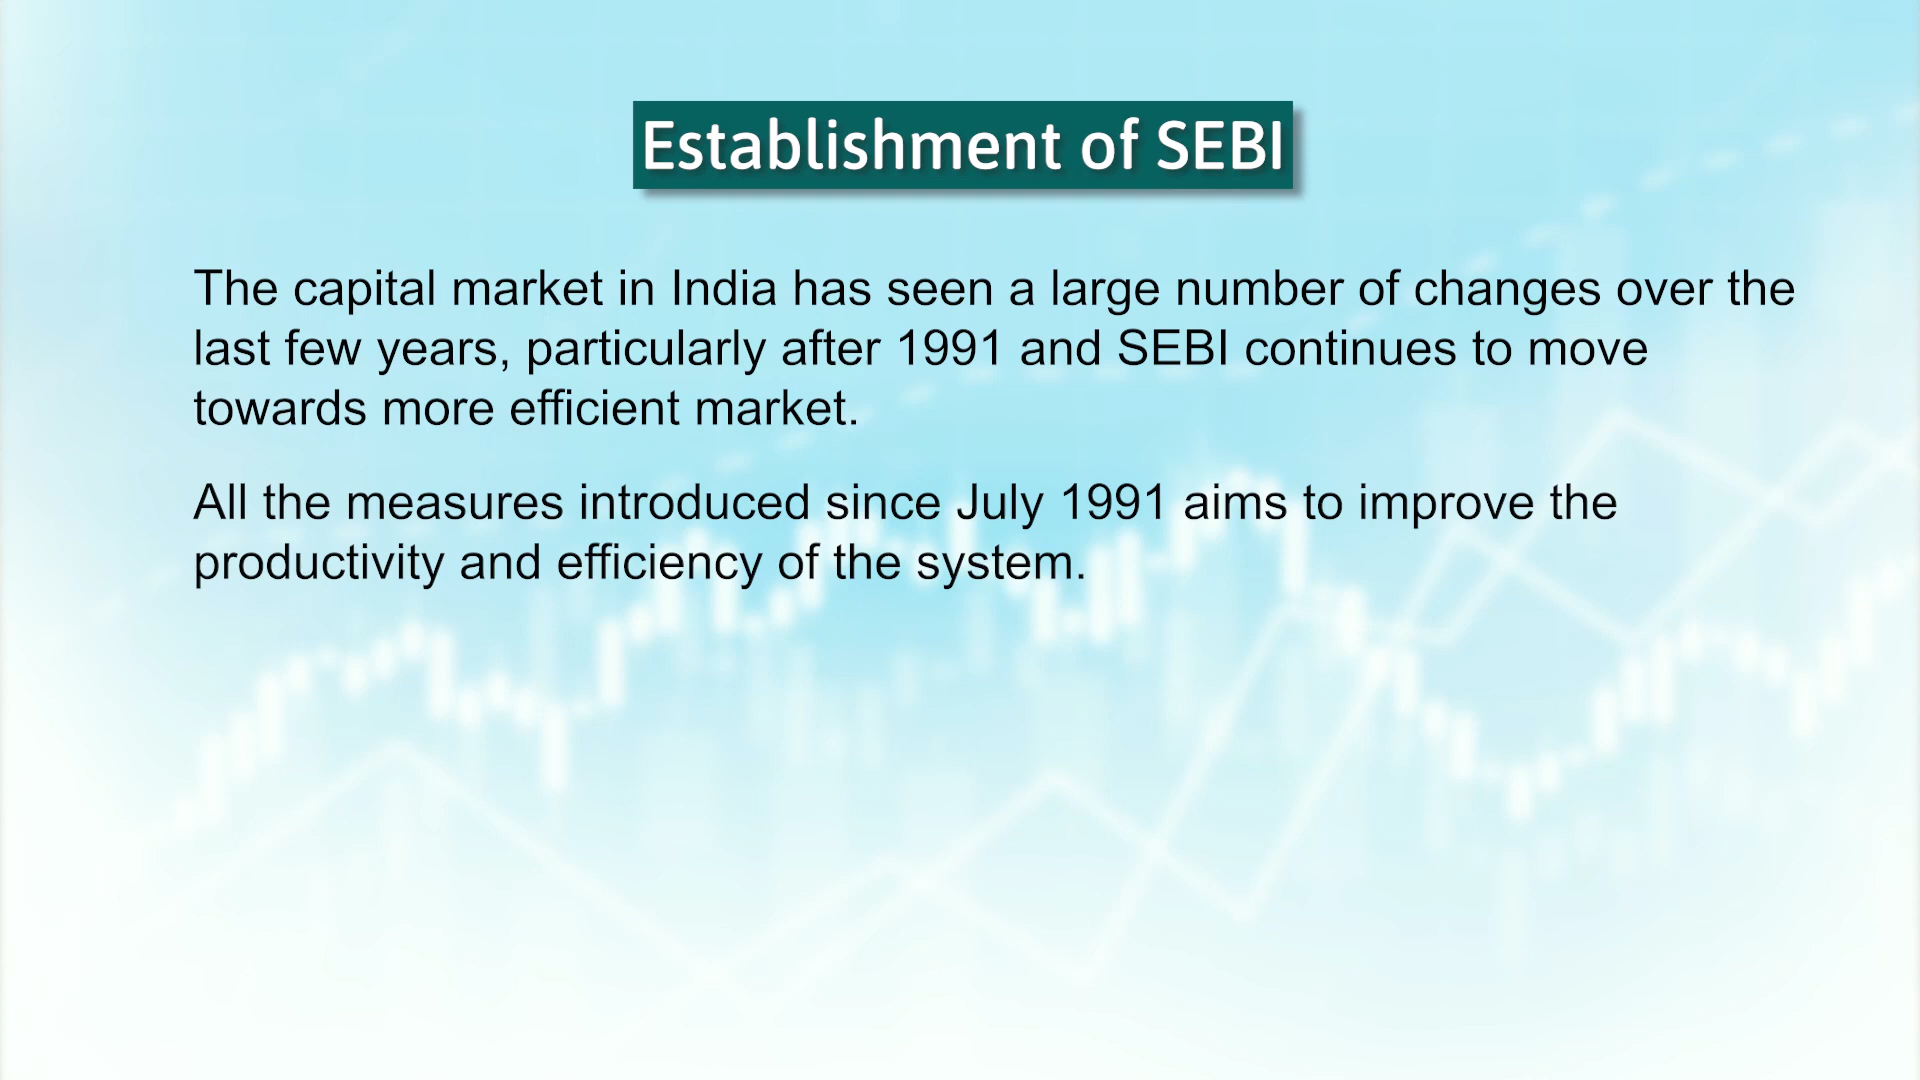 Establishment of SEBI
The capital market in India has seen a large number of changes over the
last few years, particularly after 1991 and SEBI continues to move
towards more efficient market.
All the measures introduced since July 1991 aims to improve the
productivity and efficiency of the system.